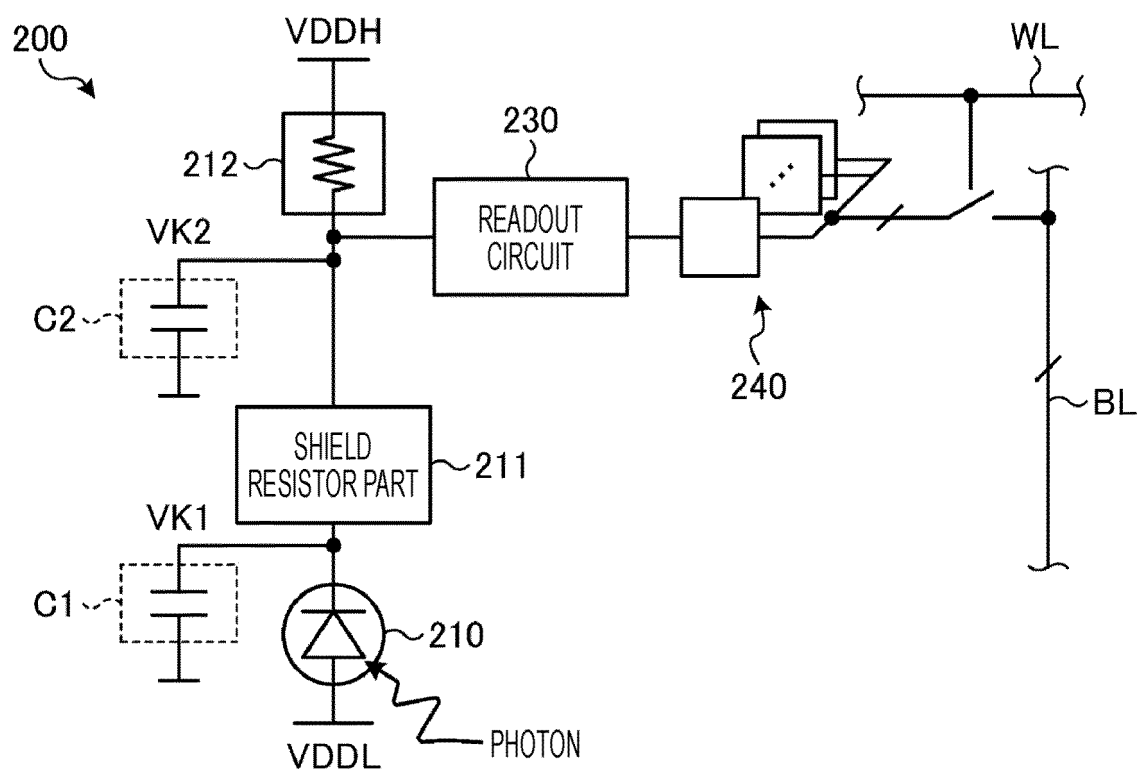 200
VDDH
WL
230
212
READOUT
CIRCUIT
VK2
C2
240
BL
SHIELD
RESISTOR PART
211
VK1
C1
210
VDDL
PHOTON